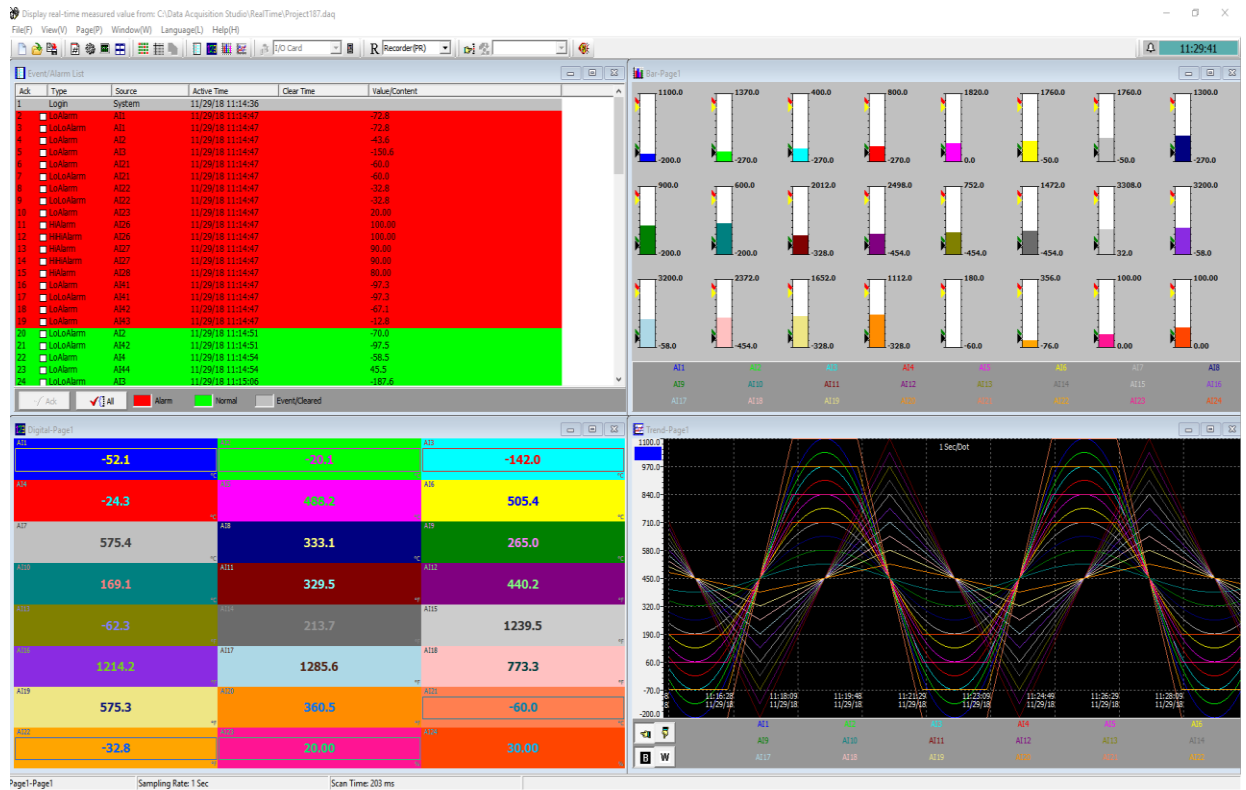 Display real-time measured value from: C:\Data Acquisition Studio\RealTime\Project187.daq
File(F) View(V) Page(P) Window(W) Language(L) Help(H)
I/O Card R Recorder(PR) 11:29:41
Event/Alarm List
Ack Type Source Active Time Clear Time Value/Content
1 Login System 11/29/18 11:14:36
2 LoAlarm AI1 11/29/18 11:14:47 -72.8
3 LoLoAlarm AI1 11/29/18 11:14:47 -72.8
4 LoAlarm AI2 11/29/18 11:14:47 -43.6
5 LoAlarm AI3 11/29/18 11:14:47 -150.6
6 LoAlarm AI21 11/29/18 11:14:47 -60.0
7 LoLoAlarm AI21 11/29/18 11:14:47 -60.0
8 LoAlarm AI22 11/29/18 11:14:47 -32.8
9 LoLoAlarm AI22 11/29/18 11:14:47 -32.8
10 LoAlarm AI23 11/29/18 11:14:47 20.00
11 HiAlarm AI26 11/29/18 11:14:47 100.00
12 HiHiAlarm AI26 11/29/18 11:14:47 100.00
13 HiAlarm AI27 11/29/18 11:14:47 90.00
14 HiHiAlarm AI27 11/29/18 11:14:47 90.00
15 HiAlarm AI28 11/29/18 11:14:47 80.00
16 LoAlarm AI41 11/29/18 11:14:47 -97.3
17 LoLoAlarm AI41 11/29/18 11:14:47 -97.3
18 LoAlarm AI42 11/29/18 11:14:47 -67.1
19 LoAlarm AI43 11/29/18 11:14:47 -12.8
20 LoLoAlarm AI2 11/29/18 11:14:51 -70.0
21 LoLoAlarm AI42 11/29/18 11:14:51 -97.5
22 LoAlarm AI4 11/29/18 11:14:54 -58.5
23 LoAlarm AI44 11/29/18 11:14:54 45.5
24 LoLoAlarm AI3 11/29/18 11:15:06 -187.6
Ack All Alarm Normal Event/Cleared
Bar-Page1
1100.0 1370.0 400.0 800.0 1820.0 1760.0 1760.0 1300.0
-200.0 -270.0 -270.0 -270.0 0.0 -50.0 -50.0 -270.0
900.0 600.0 2012.0 2498.0 752.0 1472.0 3308.0 3200.0
-200.0 -200.0 -328.0 -454.0 -454.0 -454.0 32.0 -58.0
3200.0 2372.0 1652.0 1112.0 180.0 356.0 100.00 100.00
-58.0 -454.0 -328.0 -328.0 -60.0 -76.0 0.00 0.00
AI1 AI2 AI3 AI4 AI5 AI6 AI7 AI8
AI9 AI10 AI11 AI12 AI13 AI14 AI15 AI16
AI17 AI18 AI19 AI20 AI21 AI22 AI23 AI24
Digital-Page1
AI1 AI2 AI3
-52.1 -20.1 -142.0
°C °C
AI4 AI5 AI6
-24.3 488.2 505.4
°C °C
AI7 AI8 AI9
575.4 333.1 265.0
°C °C
AI10 AI11 AI12
169.1 329.5 440.2
AI13 AI14 AI15
-62.3 213.7 1239.5
AI16 AI17 AI18
1214.2 1285.6 773.3
AI19 AI20 AI21
575.3 360.5 -60.0
AI22 AI23 AI24
-32.8 20.00 30.00
Trend-Page1
1100.0
1 Sec/Dot
970.0
840.0
710.0
580.0
450.0
320.0
190.0
60.0
-70.0
-200.0
11:16:28 11:18:09 11:19:48 11:21:29 11:23:09 11:24:49 11:26:29 11:28:09
11/29/18 11/29/18 11/29/18 11/29/18 11/29/18 11/29/18 11/29/18 11/29/18
AI1 AI2 AI3 AI4 AI5 AI6
AI9 AI10 AI11 AI12 AI13 AI14
AI17 AI18 AI19 AI20 AI21 AI22
B W
Page1-Page1 Sampling Rate: 1 Sec Scan Time: 203 ms